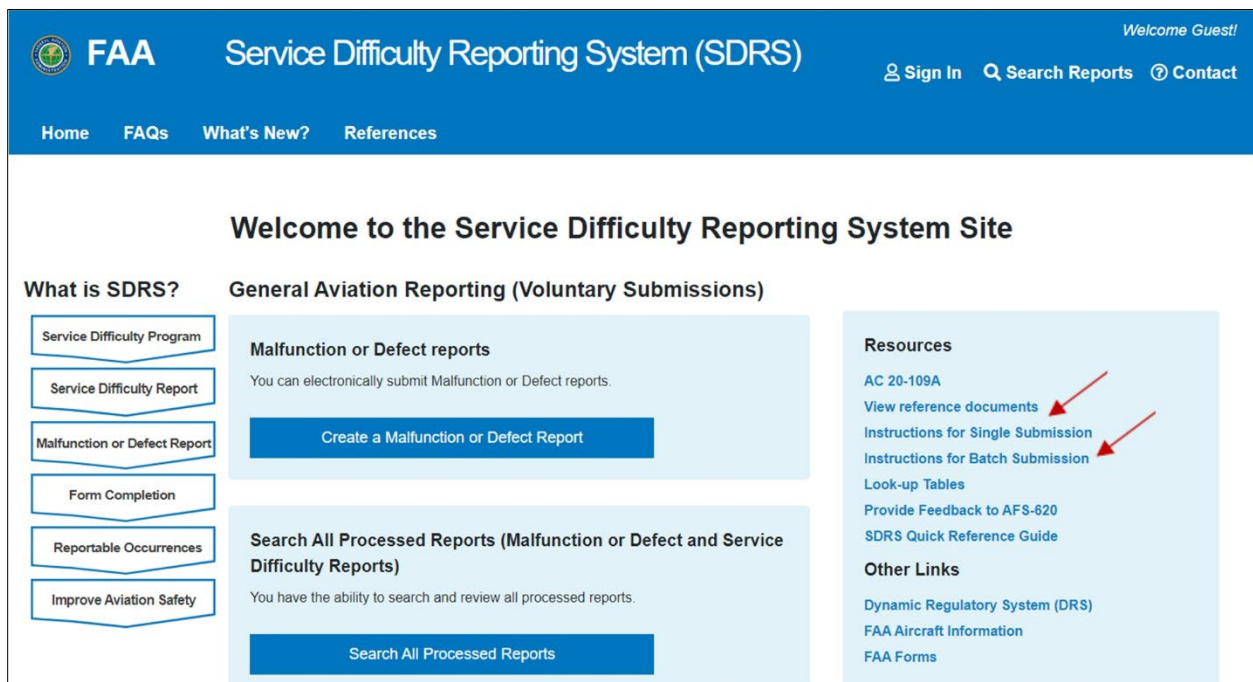 Welcome Guest!
FAA
Service Difficulty Reporting System (SDRS)
Sign In
Search Reports
Contact
Home
FAQs
What's New?
References
Welcome to the Service Difficulty Reporting System Site
What is SDRS?
Service Difficulty Program
Service Difficulty Report
Malfunction or Defect Report
Form Completion
Reportable Occurrences
Improve Aviation Safety
General Aviation Reporting (Voluntary Submissions)
Malfunction or Defect reports
You can electronically submit Malfunction or Defect reports.
Create a Malfunction or Defect Report
Search All Processed Reports (Malfunction or Defect and Service
Difficulty Reports)
You have the ability to search and review all processed reports.
Search All Processed Reports
Resources
AC 20-109A
View reference documents
Instructions for Single Submission
Instructions for Batch Submission
Look-up Tables
Provide Feedback to AFS-620
SDRS Quick Reference Guide
Other Links
Dynamic Regulatory System (DRS)
FAA Aircraft Information
FAA Forms